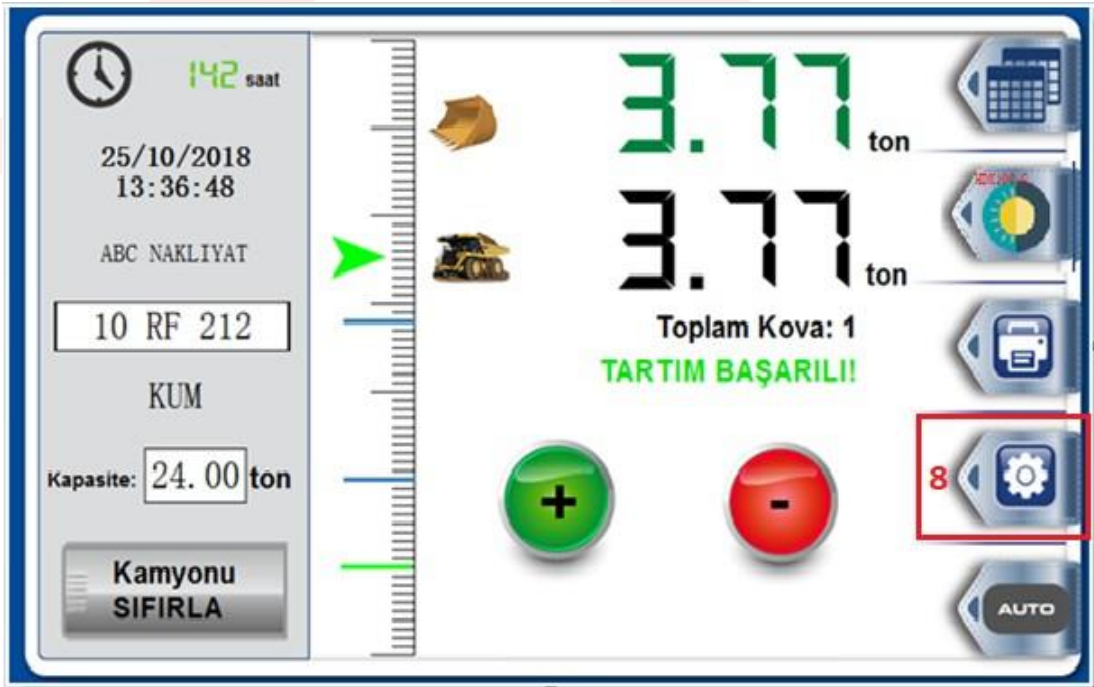 142 saat
25/10/2018
13:36:48
ABC NAKLIYAT
10 RF 212
KUM
Kapasite: 24.00 ton
Kamyonu
SIFIRLA
3.77 ton
3.77 ton
Toplam Kova: 1
TARTIM BAŞARILI!
+ -
8
AUTO